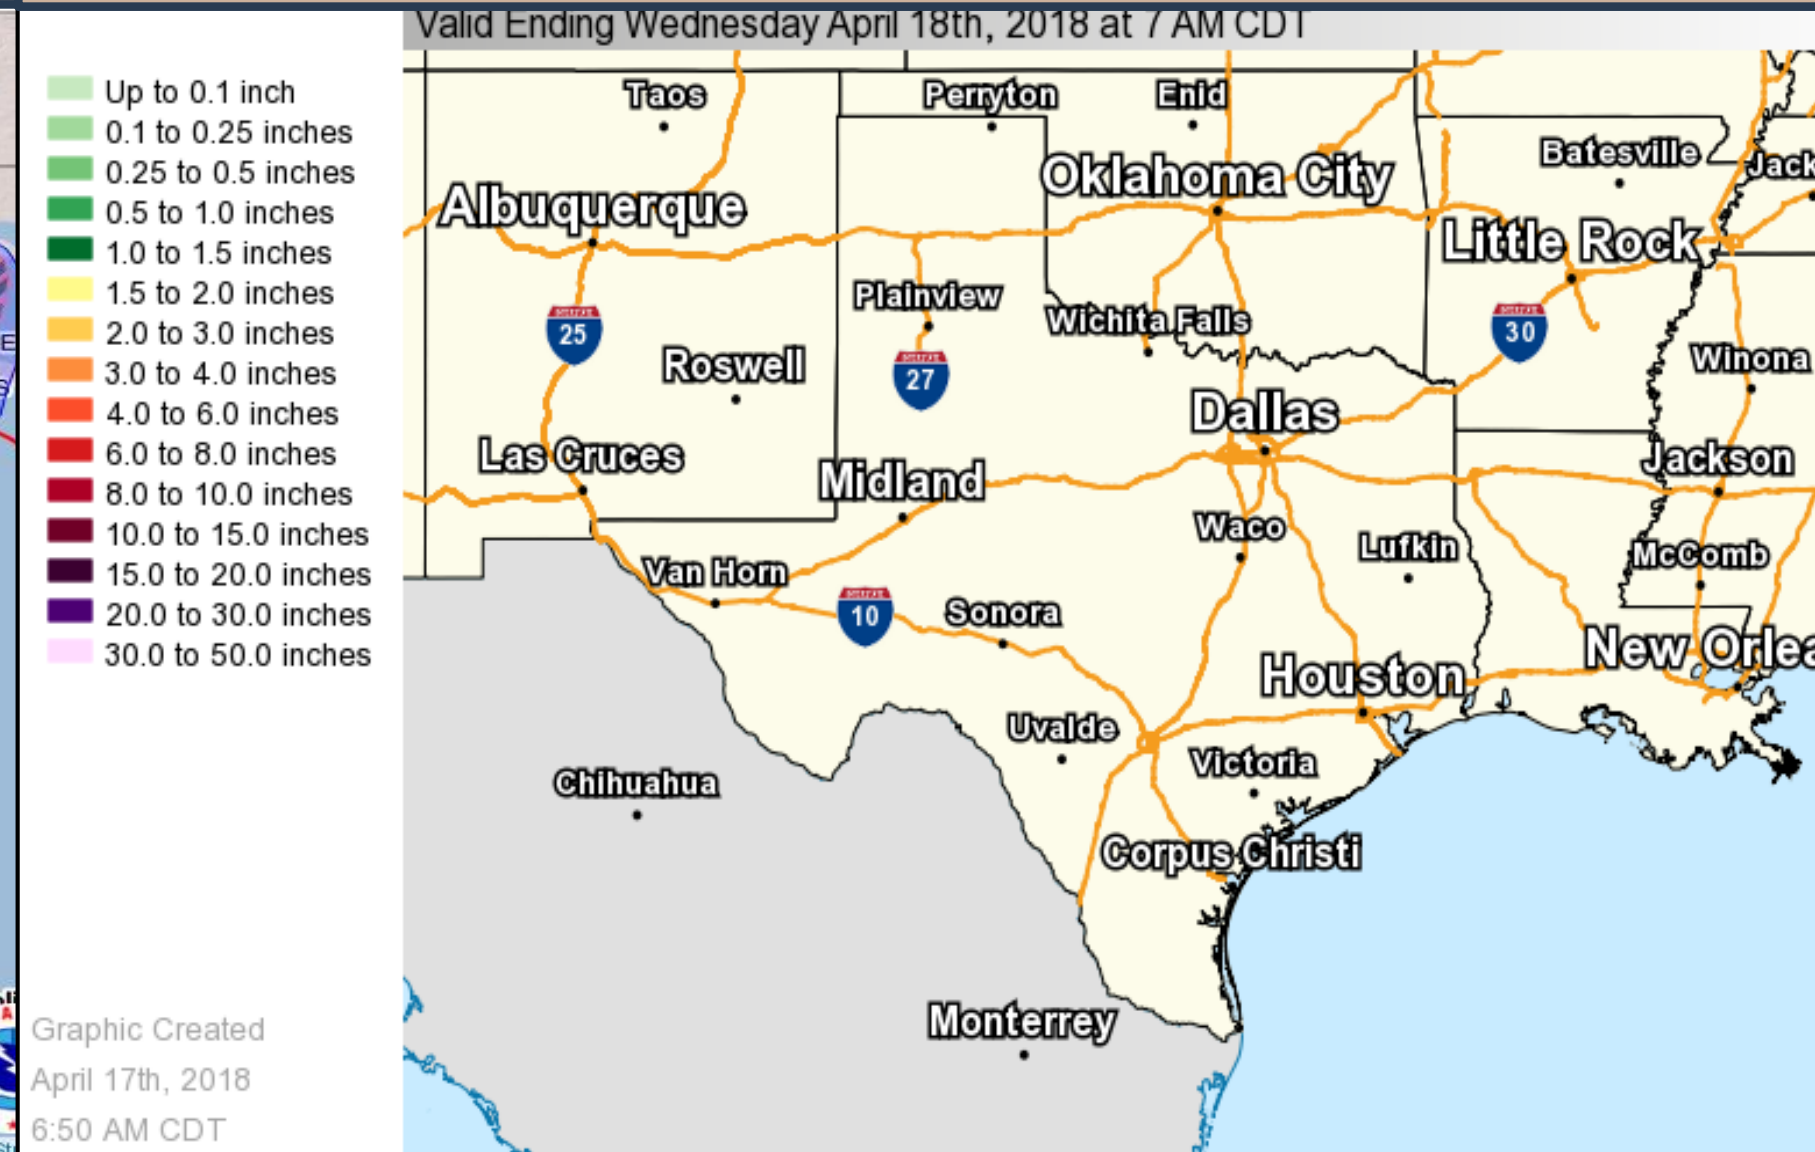 Valid Ending Wednesday April 18th, 2018 at 7 AM CDT
Up to 0.1 inch
0.1 to 0.25 inches
0.25 to 0.5 inches
0.5 to 1.0 inches
1.0 to 1.5 inches
1.5 to 2.0 inches
2.0 to 3.0 inches
3.0 to 4.0 inches
4.0 to 6.0 inches
6.0 to 8.0 inches
8.0 to 10.0 inches
10.0 to 15.0 inches
15.0 to 20.0 inches
20.0 to 30.0 inches
30.0 to 50.0 inches
Graphic Created
April 17th, 2018
6:50 AM CDT
Taos
Perryton
Enid
Batesville
Jack
Oklahoma City
Albuquerque
Little Rock
Plainview
Wichita Falls
25
30
Winona
Roswell
27
Dallas
Las Cruces
Midland
Jackson
Waco
Lufkin
McComb
Van Horn
10
Sonora
New Orlea
Houston
Uvalde
Victoria
Chihuahua
Corpus Christi
Monterrey